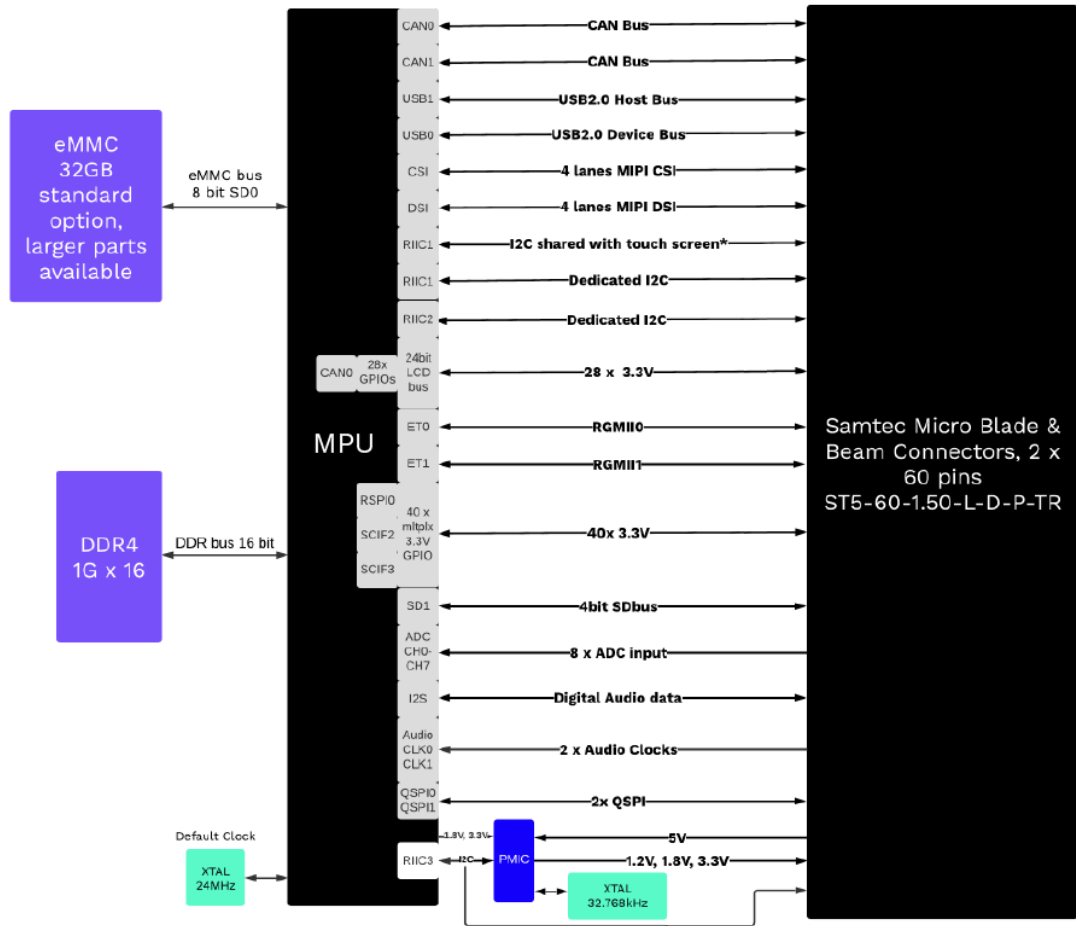 CAN0
CAN Bus
CAN1
CAN Bus
USB1
USB2.0 Host Bus
USB0
USB2.0 Device Bus
CSI
4 lanes MIPI CSI
DSI
4 lanes MIPI DSI
RIIC1
I2C shared with touch screen*
RIIC1
Dedicated I2C
RIIC2
Dedicated I2C
eMMC
32GB
standard
option,
larger parts
available
eMMC bus
8 bit SD0
CAN0
28x
GPIOs
24bit
LCD
bus
28 x 3.3V
MPU
ET0
RGMII0
ET1
RGMII1
Samtec Micro Blade &
Beam Connectors, 2 x
60 pins
ST5-60-1.50-L-D-P-TR
RSPI0
SCIF2
SCIF3
40 x
mltplx
3.3V
GPIO
40x 3.3V
DDR4
1G x 16
DDR bus 16 bit
SD1
4bit SDbus
ADC
CH0-
CH7
8 x ADC input
I2S
Digital Audio data
Audio
CLK0
CLK1
2 x Audio Clocks
QSPI0
QSPI1
2x QSPI
Default Clock
XTAL
24MHz
1.8V, 3.3V
5V
RIIC3
I2C
PMIC
1.2V, 1.8V, 3.3V
XTAL
32.768kHz